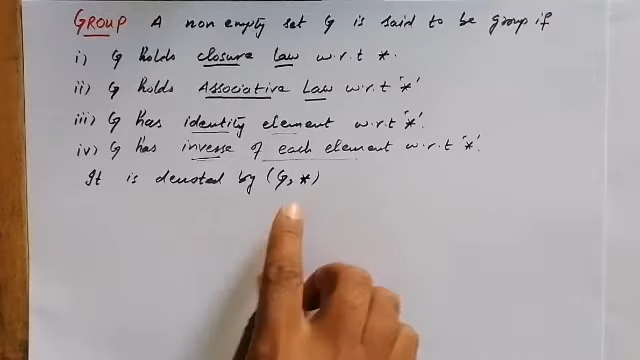 GROUP A non empty set G is said to be group if
i) G holds closure law w.r.t *.
ii) G holds Associative Law w.r.t '*'
iii) G has identity element w.r.t '*'.
iv) G has inverse of each element w.r.t '*'.
It is denoted by (G, *)